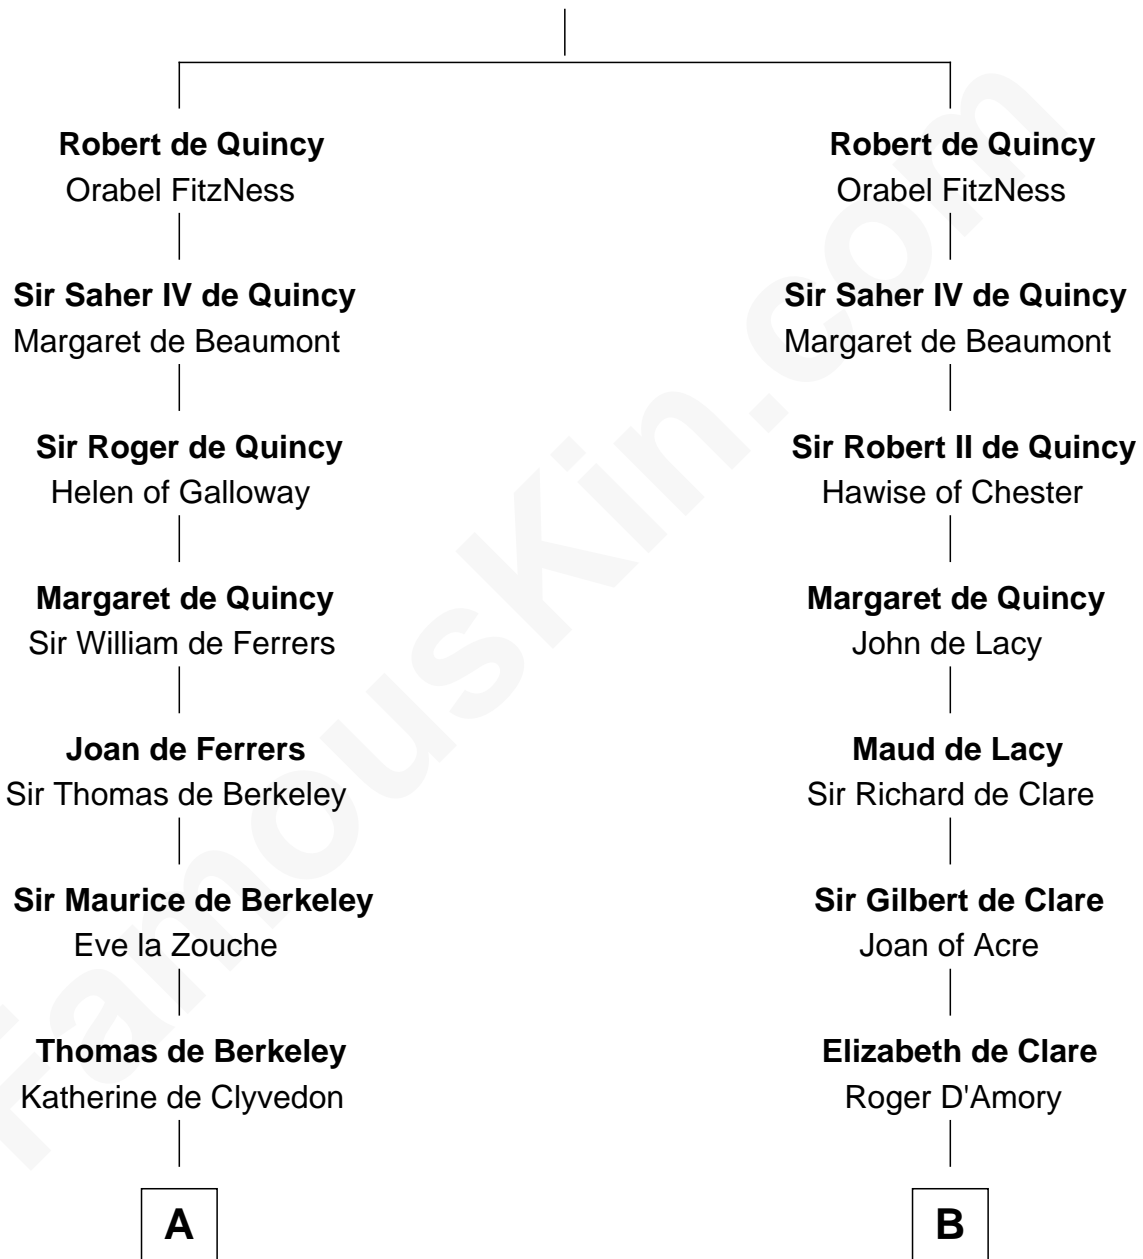 Robert de Quincy
Orabel FitzNess
Sir Saher IV de Quincy
Margaret de Beaumont
Sir Roger de Quincy
Helen of Galloway
Margaret de Quincy
Sir William de Ferrers
Joan de Ferrers
Sir Thomas de Berkeley
Sir Maurice de Berkeley
Eve la Zouche
Thomas de Berkeley
Katherine de Clyvedon
A
Robert de Quincy
Orabel FitzNess
Sir Saher IV de Quincy
Margaret de Beaumont
Sir Robert II de Quincy
Hawise of Chester
Margaret de Quincy
John de Lacy
Maud de Lacy
Sir Richard de Clare
Sir Gilbert de Clare
Joan of Acre
Elizabeth de Clare
Roger D'Amory
B
FamousKin.com